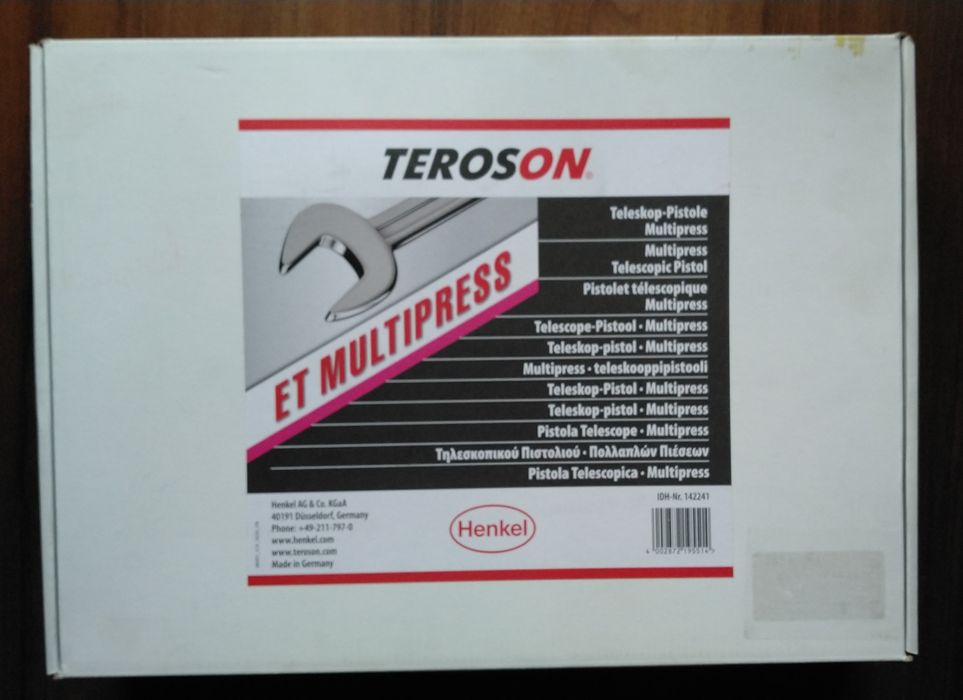 TEROSON®
ET MULTIPRESS
Teleskop-Pistole
Multipress
Multipress
Telescopic Pistol
Pistolet télescopique
Multipress
Telescope-Pistool • Multipress
Teleskop-pistol • Multipress
Multipress • teleskooppipistooli
Teleskop-Pistol • Multipress
Teleskop-pistol • Multipress
Pistola Telescope • Multipress
Τηλεσκοπικού Πιστολιού • Πολλαπλών Πιέσεων
Pistola Telescopica • Multipress
Henkel AG & Co. KGaA
40191 Düsseldorf, Germany
Phone: +49-211-797-0
www.henkel.com
www.teroson.com
Made in Germany
Henkel
IDH-Nr. 142241
4 002672 195514